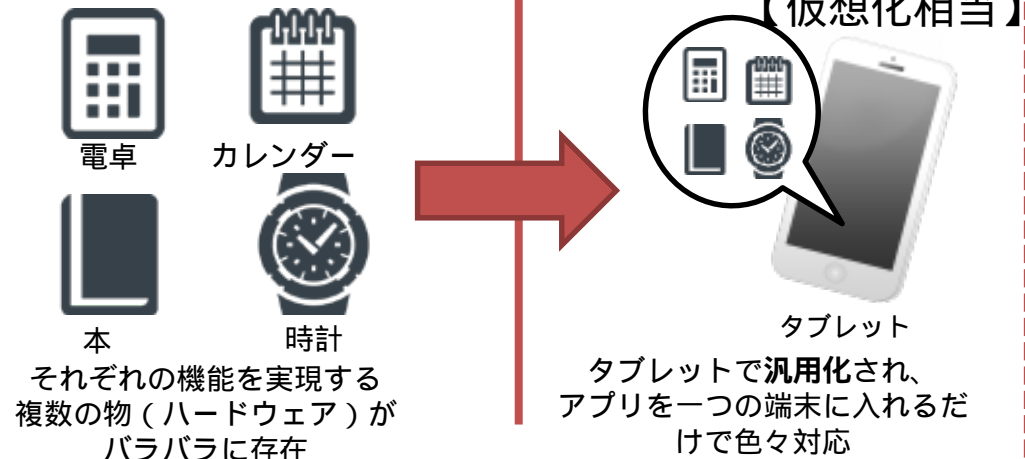 電卓
カレンダー
本
時計
それぞれの機能を実現する
複数の物（ハードウェア）が
バラバラに存在
【仮想化相当】
タブレット
タブレットで汎用化され、
アプリを一つの端末に入れるだ
けで色々対応